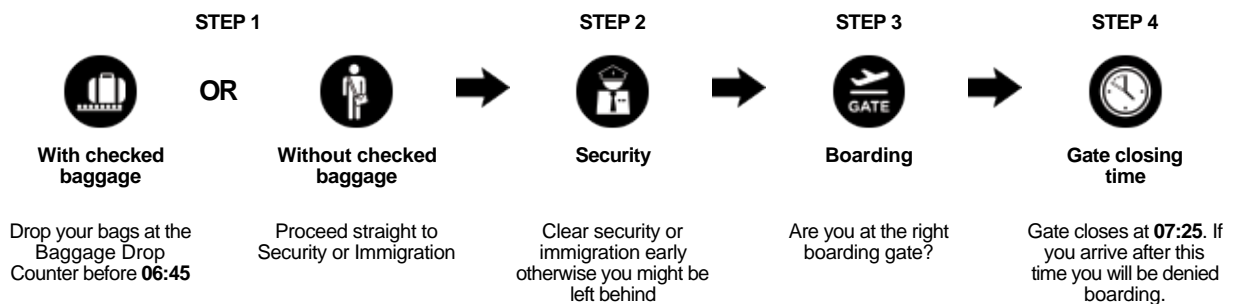 STEP 1
STEP 2
STEP 3
STEP 4
OR
GATE
With checked
baggage
Without checked
baggage
Security
Boarding
Gate closing
time
Drop your bags at the
Baggage Drop
Counter before 06:45
Proceed straight to
Security or Immigration
Clear security or
immigration early
otherwise you might be
left behind
Are you at the right
boarding gate?
Gate closes at 07:25. If
you arrive after this
time you will be denied
boarding.